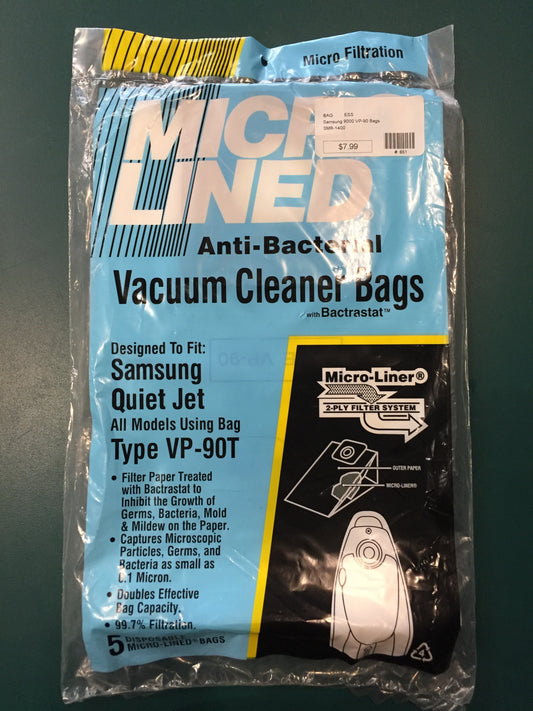 Micro Filtration
MICRO
LINED
BAG ESS
Samsung 9000 VP-90 Bags
SMR-1400
$7.99
# 651
Anti-Bacterial
Vacuum Cleaner Bags
with Bactrastat™
Designed To Fit:
Samsung
Quiet Jet
All Models Using Bag
Type VP-90T
• Filter Paper Treated
with Bactrastat to
Inhibit the Growth of
Germs, Bacteria, Mold
& Mildew on the Paper.
• Captures Microscopic
Particles, Germs, and
Bacteria as small as
0.1 Micron.
• Doubles Effective
Bag Capacity.
• 99.7% Filtration.
5 DISPOSABLE
MICRO-LINED® BAGS
Micro-Liner®
2-PLY FILTER SYSTEM
OUTER PAPER
MICRO-LINER®
4